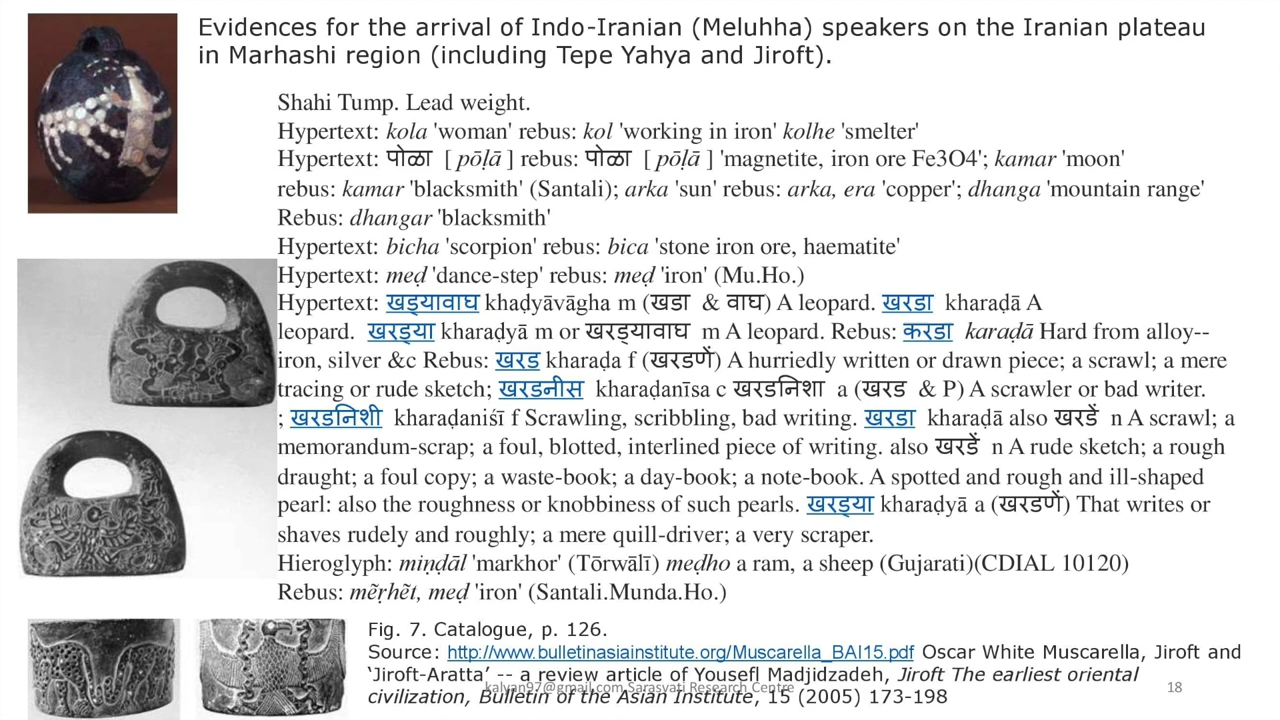 Evidences for the arrival of Indo-Iranian (Meluhha) speakers on the Iranian plateau
in Marhashi region (including Tepe Yahya and Jiroft).
Shahi Tump. Lead weight.
Hypertext: kola 'woman' rebus: kol 'working in iron' kolhe 'smelter'
Hypertext: पोळा [ pōḷā ] rebus: पोळा [ pōḷā ] 'magnetite, iron ore Fe3O4'; kamar 'moon'
rebus: kamar 'blacksmith' (Santali); arka 'sun' rebus: arka, era 'copper'; dhanga 'mountain range'
Rebus: dhangar 'blacksmith'
Hypertext: bicha 'scorpion' rebus: bica 'stone iron ore, haematite'
Hypertext: meḍ 'dance-step' rebus: meḍ 'iron' (Mu.Ho.)
Hypertext: खड्यावाघ khaḍyāvāgha m (खडा & वाघ) A leopard. खरडा kharaḍā A
leopard. खरड्या kharaḍyā m or खरड्यावाघ m A leopard. Rebus: करडा karaḍā Hard from alloy--
iron, silver &c Rebus: खरड kharaḍa f (खरडणें) A hurriedly written or drawn piece; a scrawl; a mere
tracing or rude sketch; खरडनीस kharaḍanīsa c खरडनिशा a (खरड & P) A scrawler or bad writer.
; खरडनिशी kharaḍaniśī f Scrawling, scribbling, bad writing. खरडा kharaḍā also खरडें n A scrawl; a
memorandum-scrap; a foul, blotted, interlined piece of writing. also खरडें n A rude sketch; a rough
draught; a foul copy; a waste-book; a day-book; a note-book. A spotted and rough and ill-shaped
pearl: also the roughness or knobbiness of such pearls. खरड्या kharaḍyā a (खरडणें) That writes or
shaves rudely and roughly; a mere quill-driver; a very scraper.
Hieroglyph: miṇḍāl 'markhor' (Tōrwālī) meḍho a ram, a sheep (Gujarati)(CDIAL 10120)
Rebus: mẽṛhẽt, meḍ 'iron' (Santali.Munda.Ho.)
Fig. 7. Catalogue, p. 126.
Source: http://www.bulletinasiainstitute.org/Muscarella_BAI15.pdf Oscar White Muscarella, Jiroft and
‘Jiroft-Aratta’ -- a review article of Yousefl Madjidzadeh, Jiroft The earliest oriental
civilization, Bulletin of the Asian Institute, 15 (2005) 173-198
kalyan97@gmail.com Sarasvati Research Centre
18